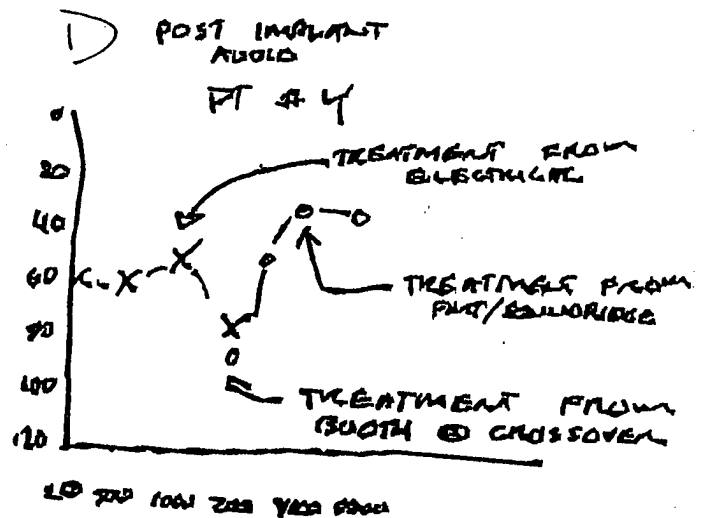 D POST IMPLANT
AUDIO
PT # 4
0
20
40
60
80
100
120
TREATMENT FROM
ELECTRICAL
TREATMENT FROM
TREATMENT FROM
BOOTH @ CROSSOVER